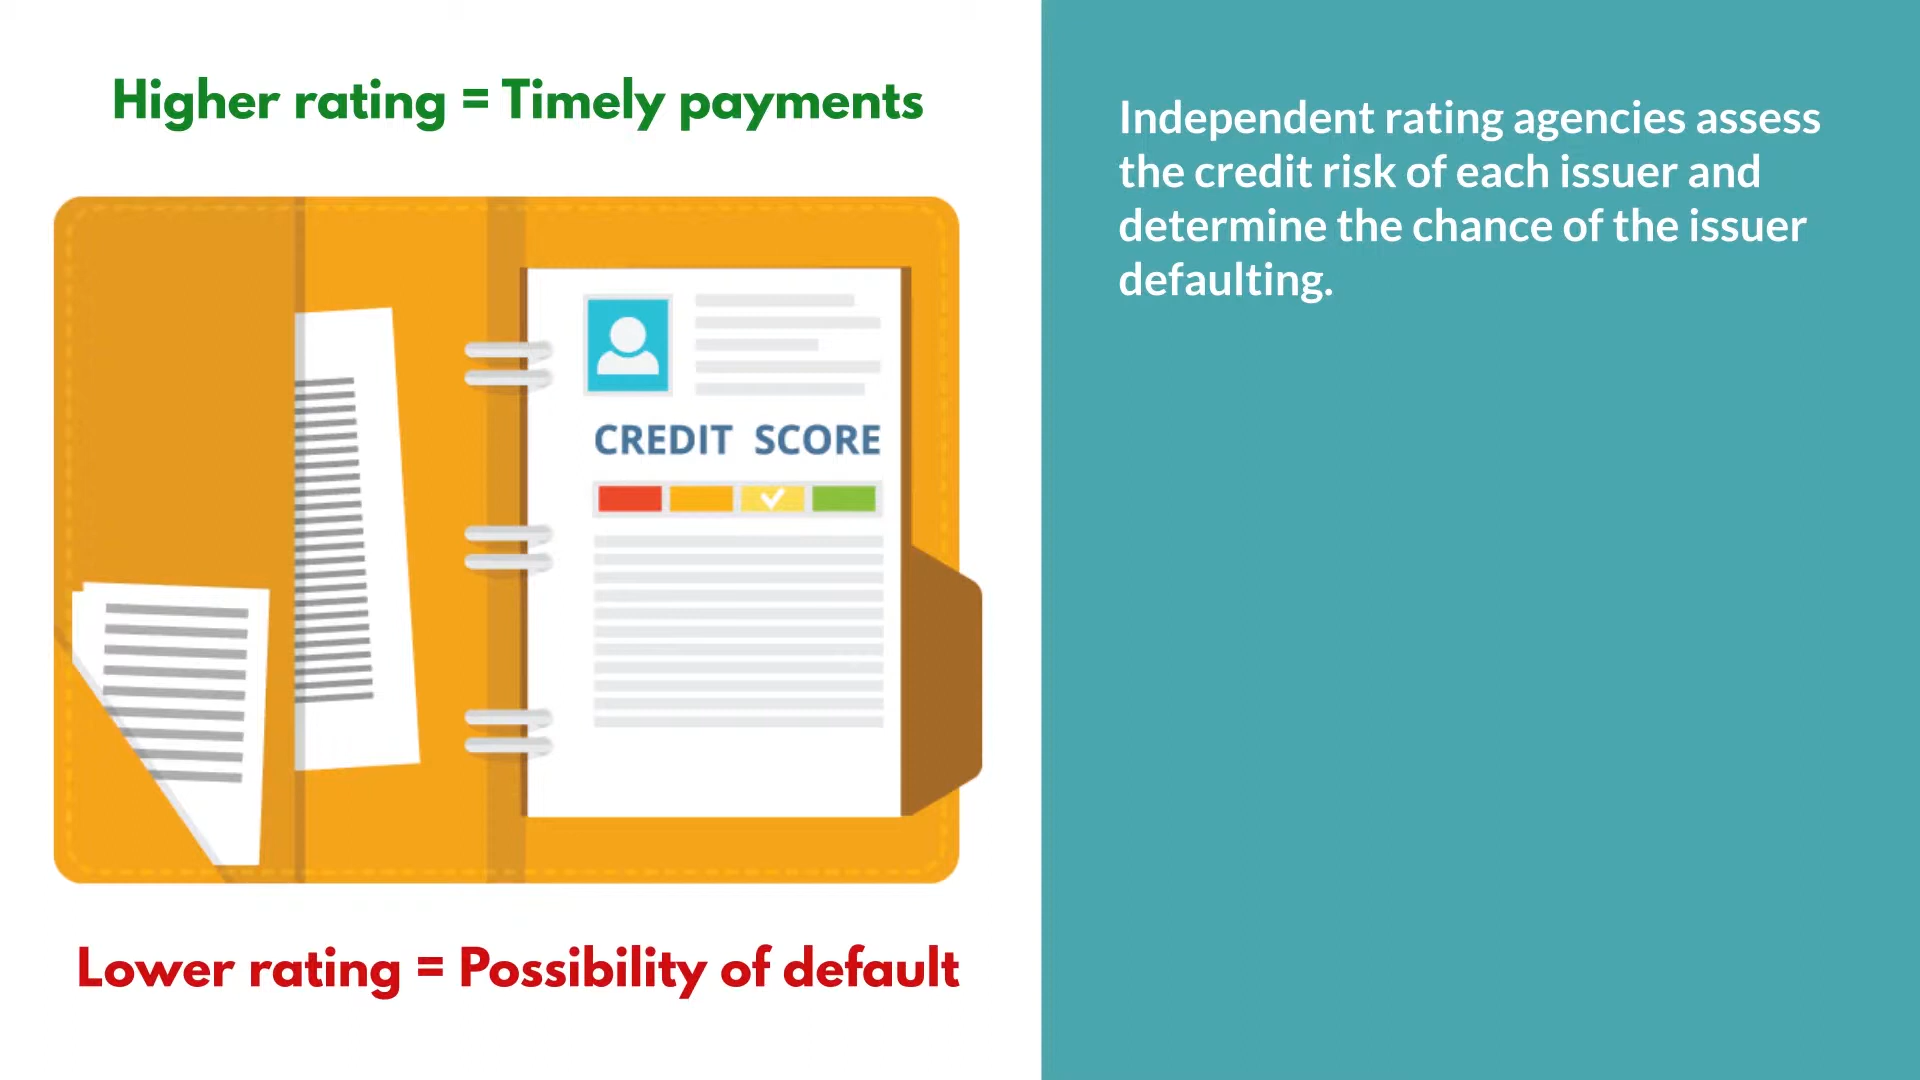 Higher rating = Timely payments
CREDIT SCORE
Lower rating = Possibility of default
Independent rating agencies assess
the credit risk of each issuer and
determine the chance of the issuer
defaulting.